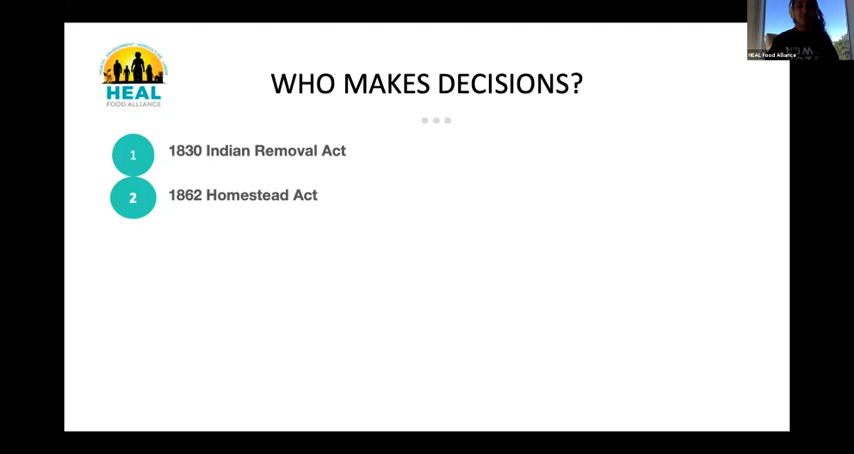 HEAL
FOOD ALLIANCE
WHO MAKES DECISIONS?
1 1830 Indian Removal Act
2 1862 Homestead Act
HEAL Food Alliance